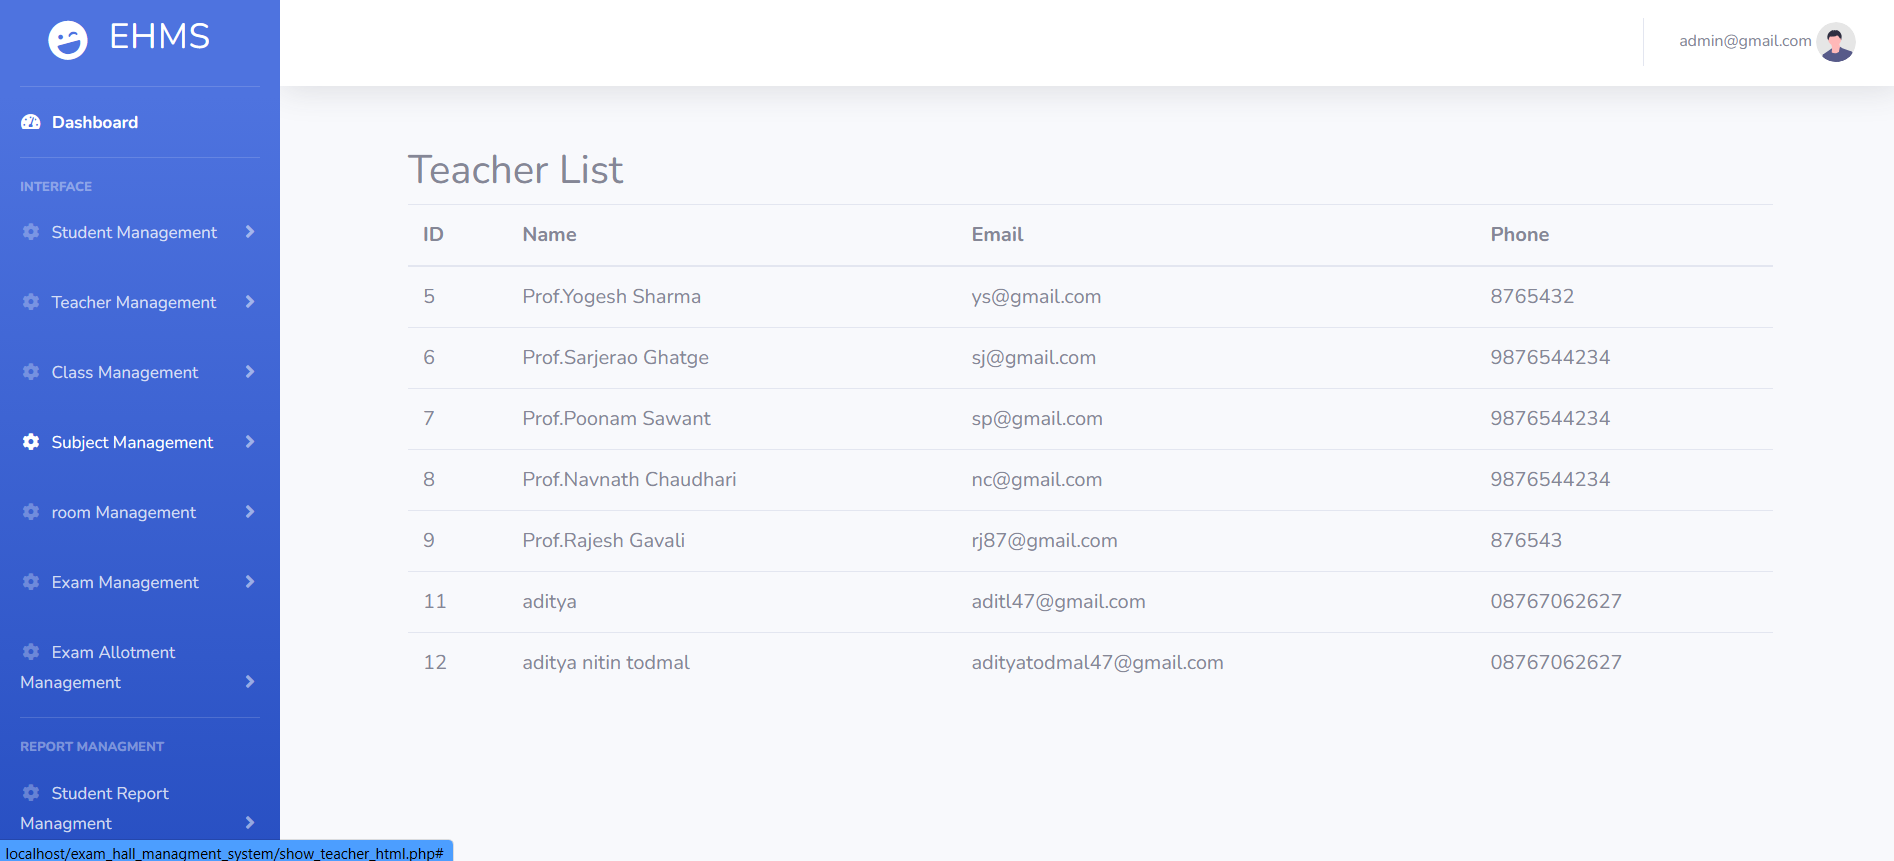 EHMS
admin@gmail.com
Dashboard
INTERFACE
Student Management
Teacher Management
Class Management
Subject Management
room Management
Exam Management
Exam Allotment
Management
REPORT MANAGMENT
Student Report
Managment
localhost/exam_hall_managment_system/show_teacher_html.php#
Teacher List
ID Name Email Phone
5 Prof.Yogesh Sharma ys@gmail.com 8765432
6 Prof.Sarjerao Ghatge sj@gmail.com 9876544234
7 Prof.Poonam Sawant sp@gmail.com 9876544234
8 Prof.Navnath Chaudhari nc@gmail.com 9876544234
9 Prof.Rajesh Gavali rj87@gmail.com 876543
11 aditya aditl47@gmail.com 08767062627
12 aditya nitin todmal adityatodmal47@gmail.com 08767062627